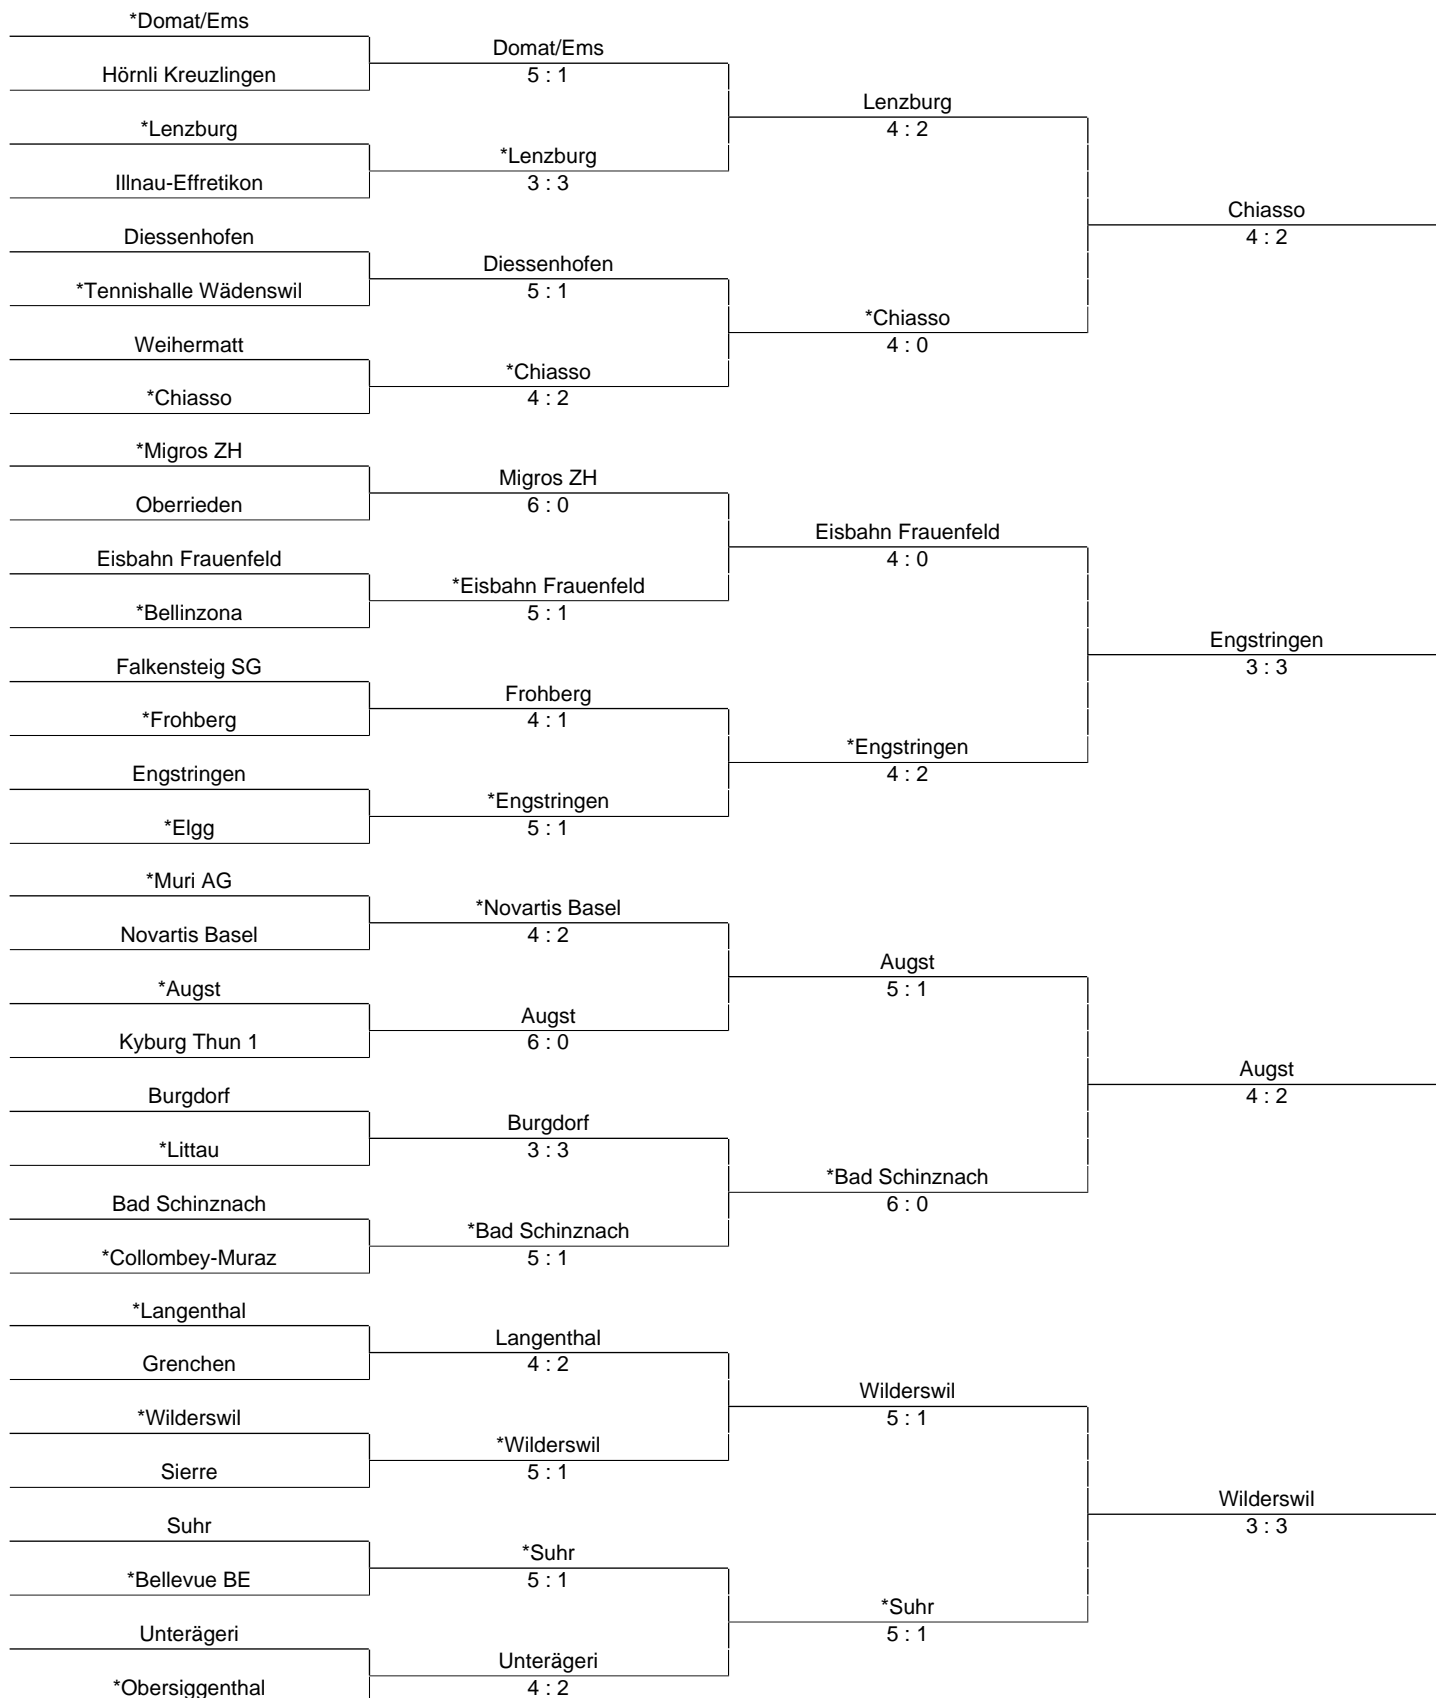 *Domat/Ems
Domat/Ems
Hörnli Kreuzlingen
5 : 1
Lenzburg
*Lenzburg
4 : 2
*Lenzburg
Illnau-Effretikon
3 : 3
Chiasso
Diessenhofen
4 : 2
Diessenhofen
*Tennishalle Wädenswil
5 : 1
*Chiasso
Weihermatt
4 : 0
*Chiasso
*Chiasso
4 : 2
*Migros ZH
Migros ZH
Oberrieden
6 : 0
Eisbahn Frauenfeld
Eisbahn Frauenfeld
4 : 0
*Eisbahn Frauenfeld
*Bellinzona
5 : 1
Engstringen
Falkensteig SG
3 : 3
Frohberg
*Frohberg
4 : 1
*Engstringen
Engstringen
4 : 2
*Engstringen
*Elgg
5 : 1
*Muri AG
*Novartis Basel
Novartis Basel
4 : 2
Augst
*Augst
5 : 1
Augst
Kyburg Thun 1
6 : 0
Augst
Burgdorf
4 : 2
Burgdorf
*Littau
3 : 3
*Bad Schinznach
Bad Schinznach
6 : 0
*Bad Schinznach
*Collombey-Muraz
5 : 1
*Langenthal
Langenthal
Grenchen
4 : 2
Wilderswil
*Wilderswil
5 : 1
*Wilderswil
Sierre
5 : 1
Wilderswil
Suhr
3 : 3
*Suhr
*Bellevue BE
5 : 1
*Suhr
Unterägeri
5 : 1
Unterägeri
*Obersiggenthal
4 : 2